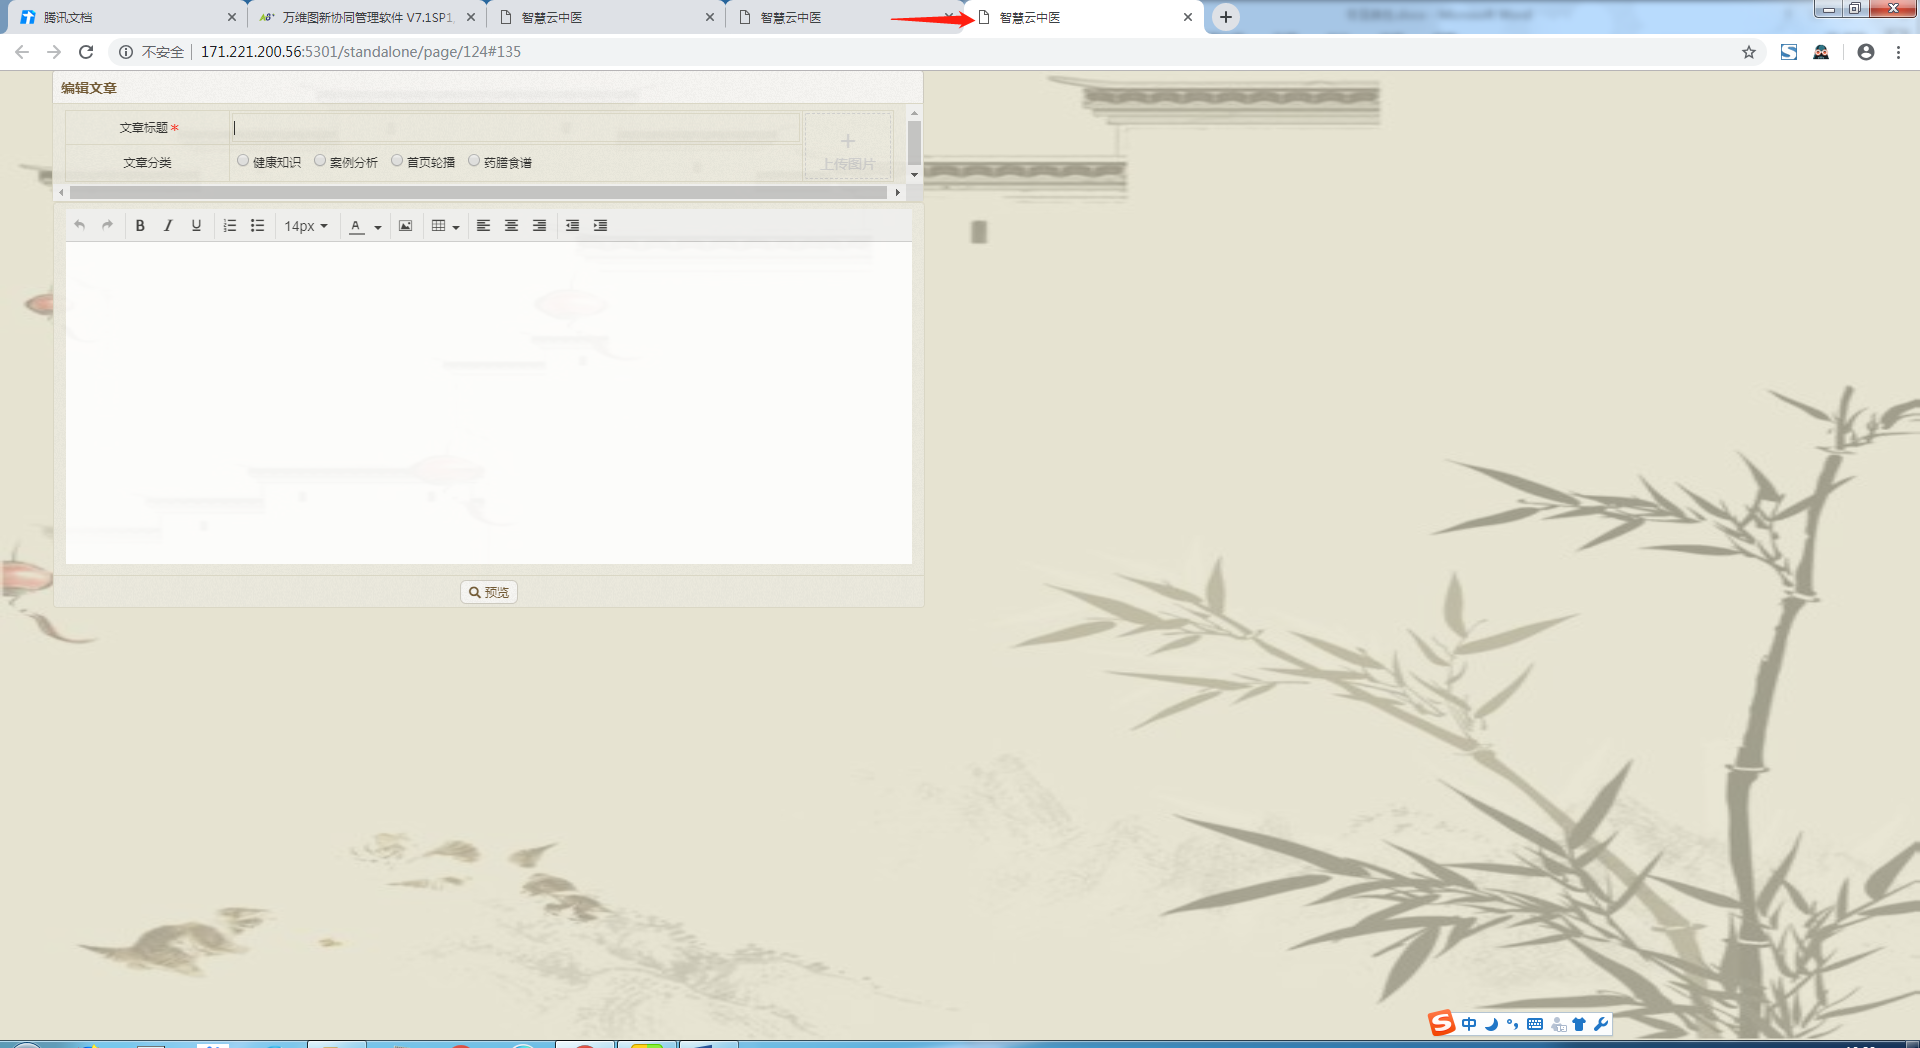 腾讯文档
万维图新协同管理软件 V7.1SP1
智慧云中医
智慧云中医
智慧云中医
不安全
171.221.200.56:5301/standalone/page/124#135
编辑文章
文章标题*
文章分类
健康知识 案例分析 首页轮播 药膳食谱
上传图片
B I U
14px
A
预览
S 中